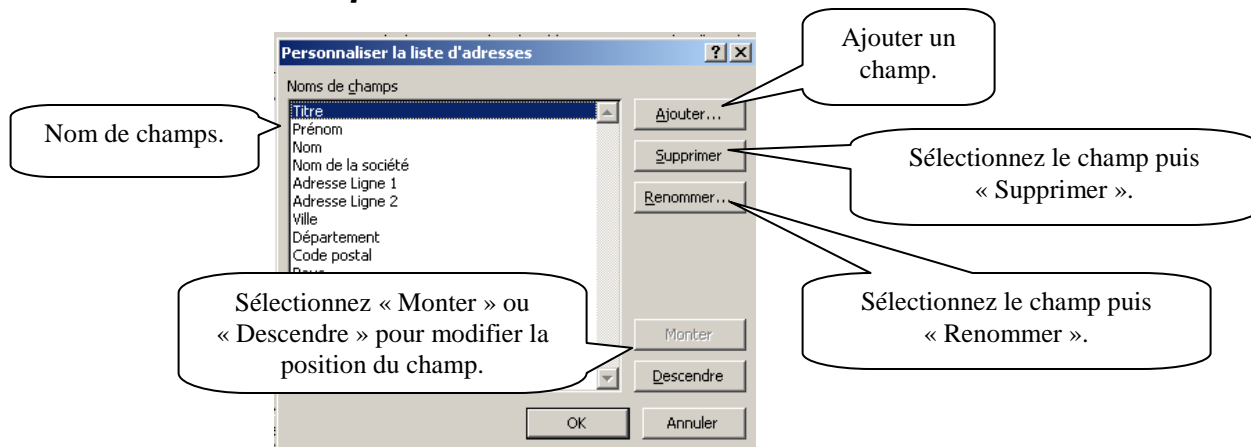 Personnaliser la liste d'adresses
Ajouter un
champ.
Noms de champs
Nom de champs.
Titre
Prénom
Nom
Nom de la société
Adresse Ligne 1
Adresse Ligne 2
Ville
Département
Code postal
Ajouter...
Supprimer
Renommer...
Sélectionnez le champ puis
« Supprimer ».
Sélectionnez « Monter » ou
« Descendre » pour modifier la
position du champ.
Sélectionnez le champ puis
« Renommer ».
Monter
Descendre
OK
Annuler